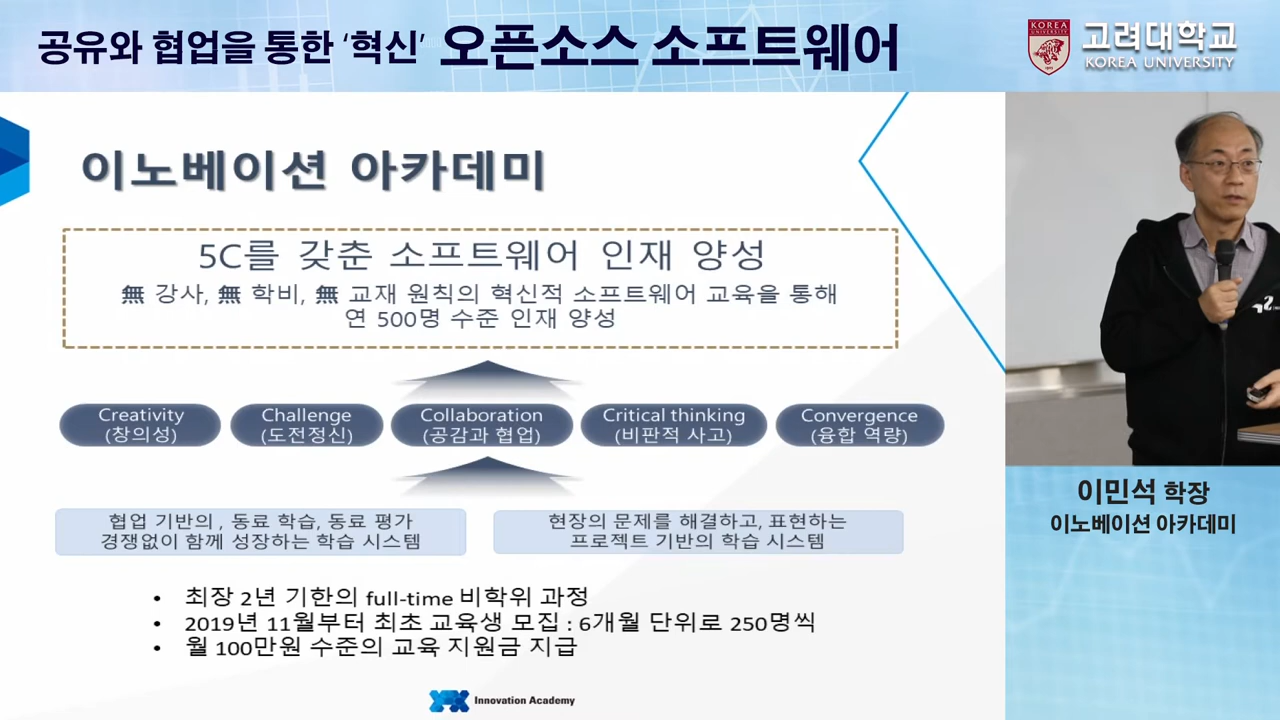 공유와 협업을 통한 ‘혁신’ 오픈소스 소프트웨어
KOREA
UNIVERSITY
고려대학교
KOREA UNIVERSITY
이노베이션 아카데미
5C를 갖춘 소프트웨어 인재 양성
無 강사, 無 학비, 無 교재 원칙의 혁신적 소프트웨어 교육을 통해
연 500명 수준 인재 양성
Creativity
(창의성)
Challenge
(도전정신)
Collaboration
(공감과 협업)
Critical thinking
(비판적 사고)
Convergence
(융합 역량)
협업 기반의 , 동료 학습, 동료 평가
경쟁없이 함께 성장하는 학습 시스템
현장의 문제를 해결하고, 표현하는
프로젝트 기반의 학습 시스템
• 최장 2년 기한의 full-time 비학위 과정
• 2019년 11월부터 최초 교육생 모집 : 6개월 단위로 250명씩
• 월 100만원 수준의 교육 지원금 지급
Innovation Academy
이민석 학장
이노베이션 아카데미